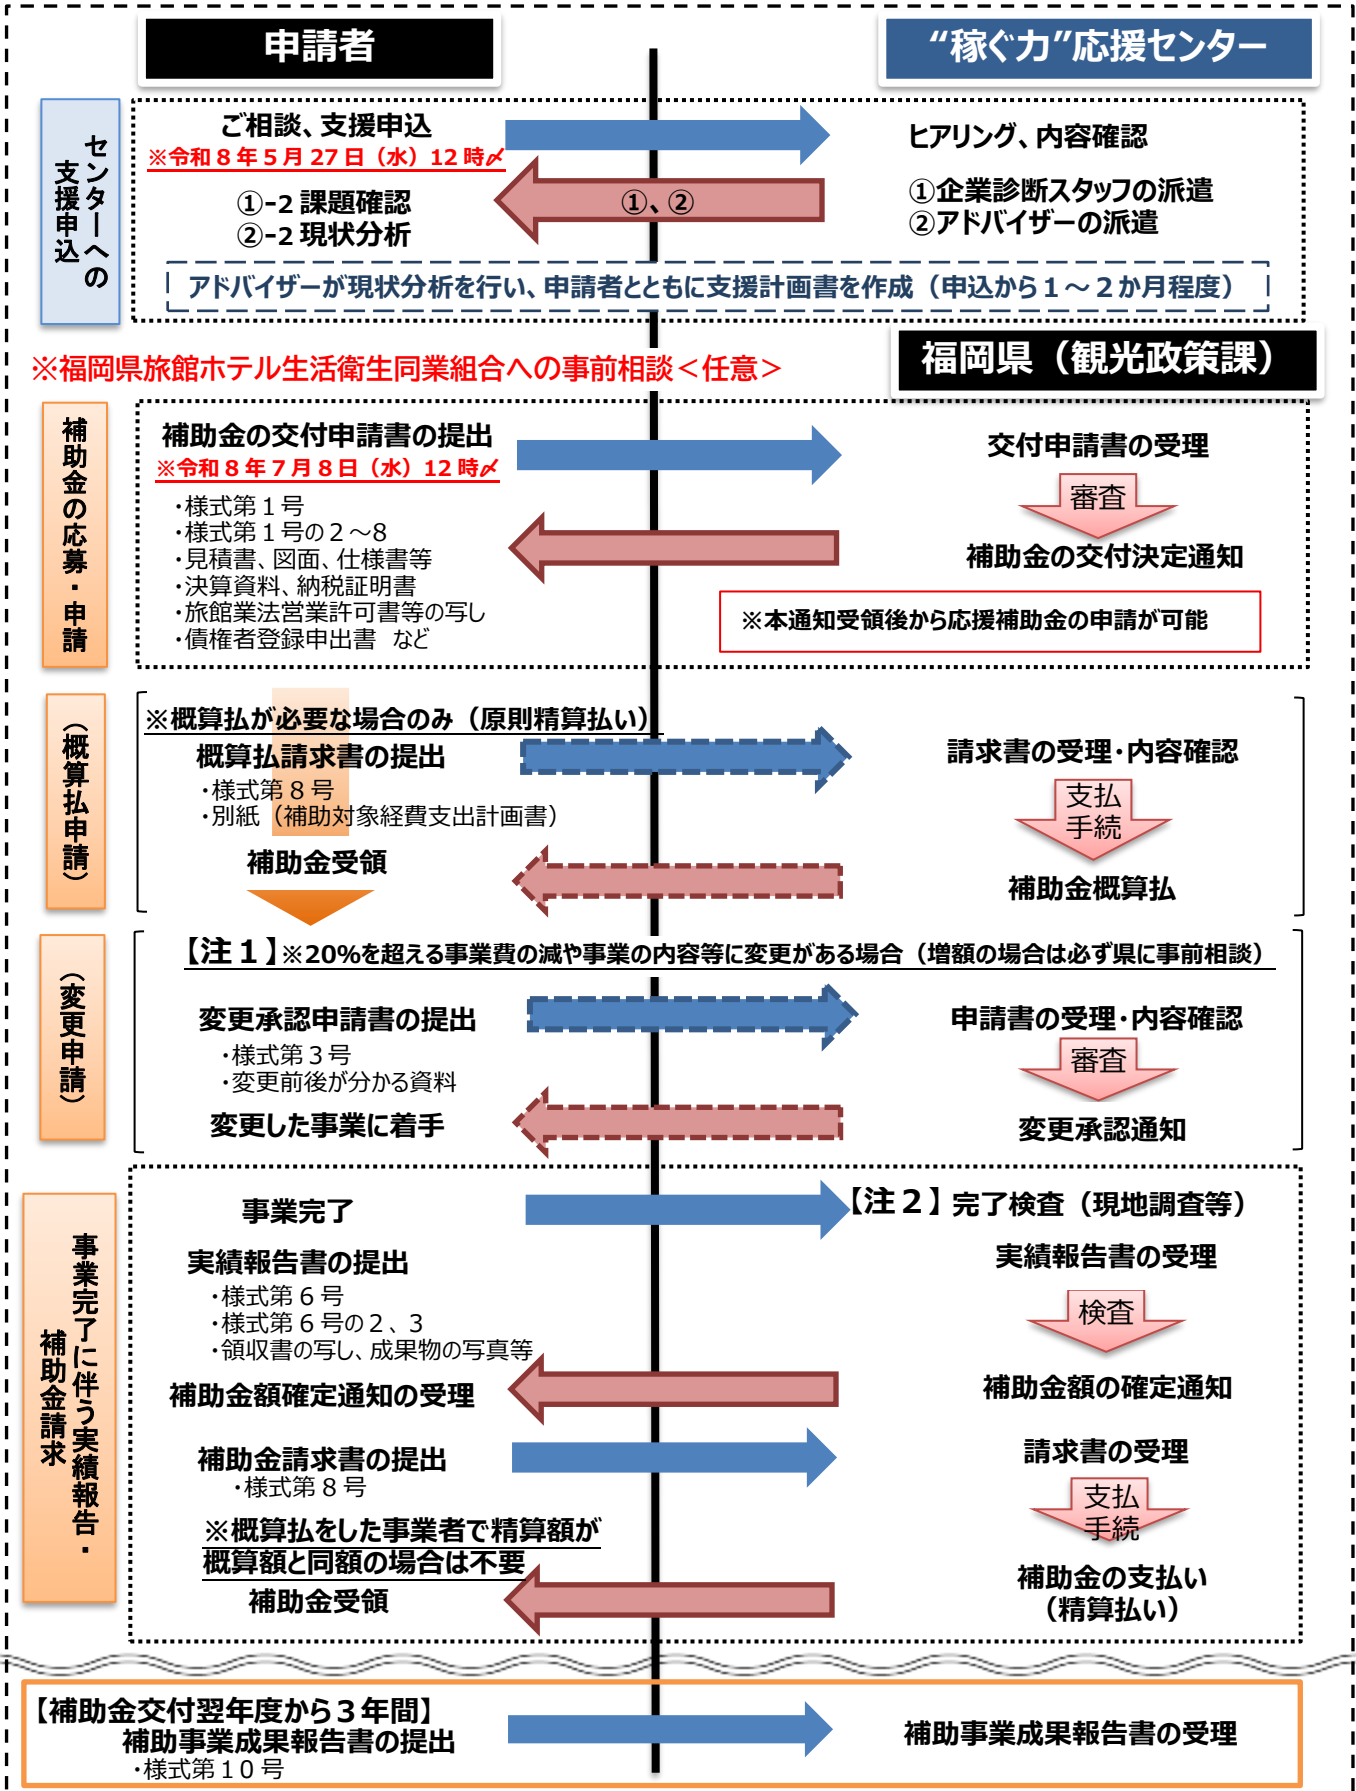 申請者
“稼ぐ力”応援センター
センターへの
支援申込
ご相談、支援申込
※令和８年５月27日（水）12時〆
①-2 課題確認
②-2 現状分析
①、②
ヒアリング、内容確認
①企業診断スタッフの派遣
②アドバイザーの派遣
アドバイザーが現状分析を行い、申請者とともに支援計画書を作成（申込から１～２か月程度）
※福岡県旅館ホテル生活衛生同業組合への事前相談＜任意＞
福岡県（観光政策課）
補助金の応募・申請
補助金の交付申請書の提出
※令和８年７月８日（水）12時〆
・様式第１号
・様式第１号の２～８
・見積書、図面、仕様書等
・決算資料、納税証明書
・旅館業法営業許可書等の写し
・債権者登録申出書　など
交付申請書の受理
審査
補助金の交付決定通知
※本通知受領後から応援補助金の申請が可能
（概算払申請）
※概算払が必要な場合のみ（原則精算払い）
概算払請求書の提出
・様式第８号
・別紙（補助対象経費支出計画書）
補助金受領
請求書の受理・内容確認
支払
手続
補助金概算払
（変更申請）
【注１】※20％を超える事業費の減や事業の内容等に変更がある場合（増額の場合は必ず県に事前相談）
変更承認申請書の提出
・様式第３号
・変更前後が分かる資料
変更した事業に着手
申請書の受理・内容確認
審査
変更承認通知
事業完了に伴う実績報告・
補助金請求
事業完了
【注２】完了検査（現地調査等）
実績報告書の提出
・様式第６号
・様式第６号の２、３
・領収書の写し、成果物の写真等
補助金額確定通知の受理
実績報告書の受理
検査
補助金額の確定通知
補助金請求書の提出
・様式第８号
※概算払をした事業者で精算額が
概算額と同額の場合は不要
補助金受領
請求書の受理
支払
手続
補助金の支払い
（精算払い）
【補助金交付翌年度から３年間】
補助事業成果報告書の提出
・様式第１０号
補助事業成果報告書の受理